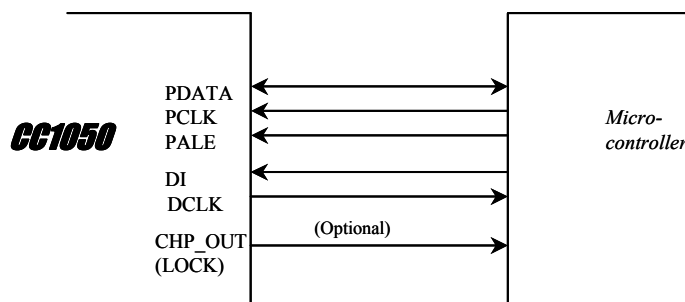 PDATA
PCLK
PALE
CC1050
Micro-
controller
DI
DCLK
(Optional)
CHP_OUT
(LOCK)